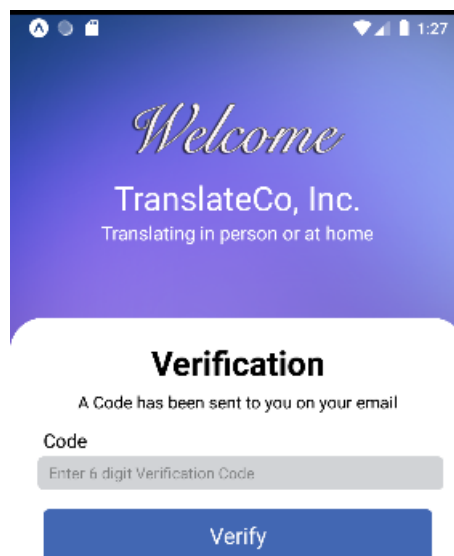 1:27
Welcome
TranslateCo, Inc.
Translating in person or at home
Verification
A Code has been sent to you on your email
Code
Enter 6 digit Verification Code
Verify